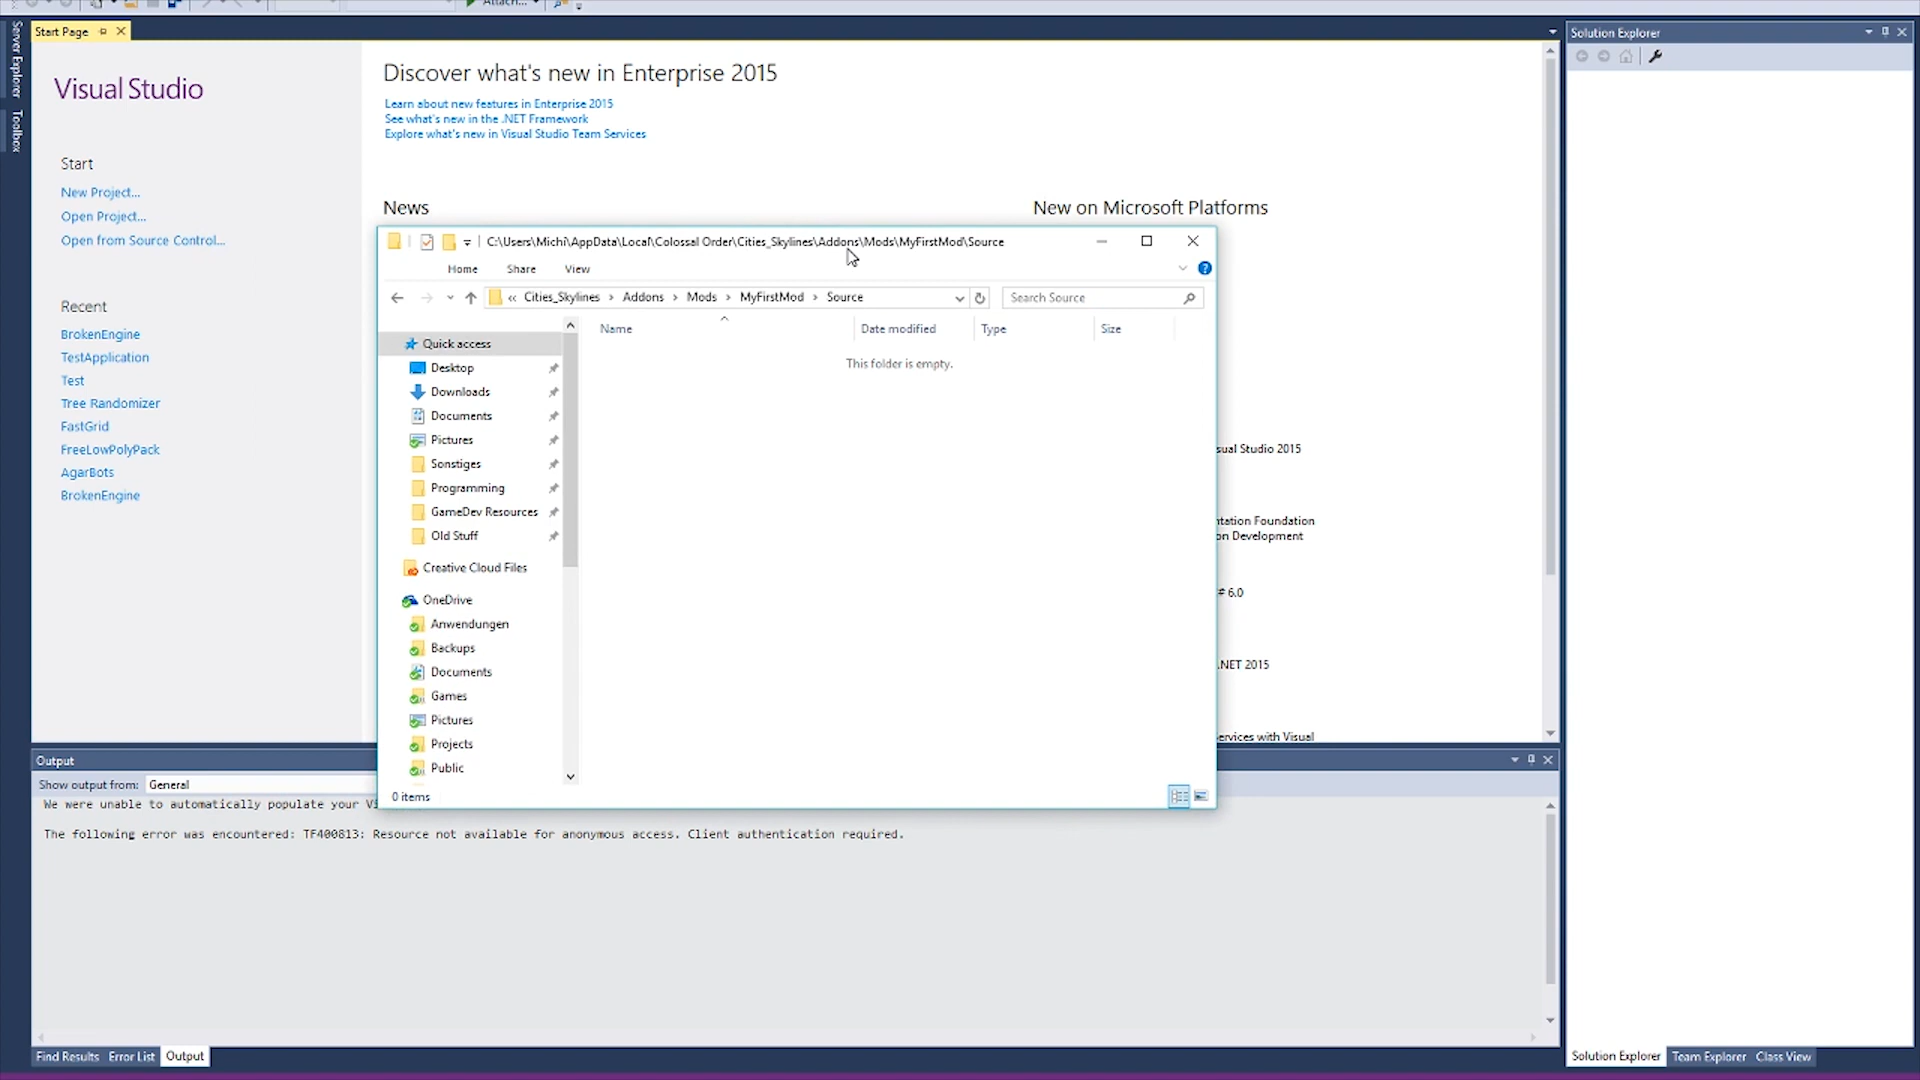 Attach...
Server Explorer
Toolbox
Start Page
Visual Studio
Start
New Project...
Open Project...
Open from Source Control...
Recent
BrokenEngine
TestApplication
Test
Tree Randomizer
FastGrid
FreeLowPolyPack
AgarBots
BrokenEngine
Discover what's new in Enterprise 2015
Learn about new features in Enterprise 2015
See what's new in the .NET Framework
Explore what's new in Visual Studio Team Services
News
New on Microsoft Platforms
C:\Users\Michi\AppData\Local\Colossal Order\Cities_Skylines\Addons\Mods\MyFirstMod\Source
Home Share View
« Cities_Skylines › Addons › Mods › MyFirstMod › Source
Search Source
Name Date modified Type Size
This folder is empty.
Quick access
Desktop
Downloads
Documents
Pictures
Sonstiges
Programming
GameDev Resources
Old Stuff
Creative Cloud Files
OneDrive
Anwendungen
Backups
Documents
Games
Pictures
Projects
Public
0 items
sual Studio 2015
ntation Foundation
on Development
# 6.0
.NET 2015
ervices with Visual
Output
Show output from: General
We were unable to automatically populate your Vi
The following error was encountered: TF400813: Resource not available for anonymous access. Client authentication required.
Find Results Error List Output
Solution Explorer
Solution Explorer Team Explorer Class View